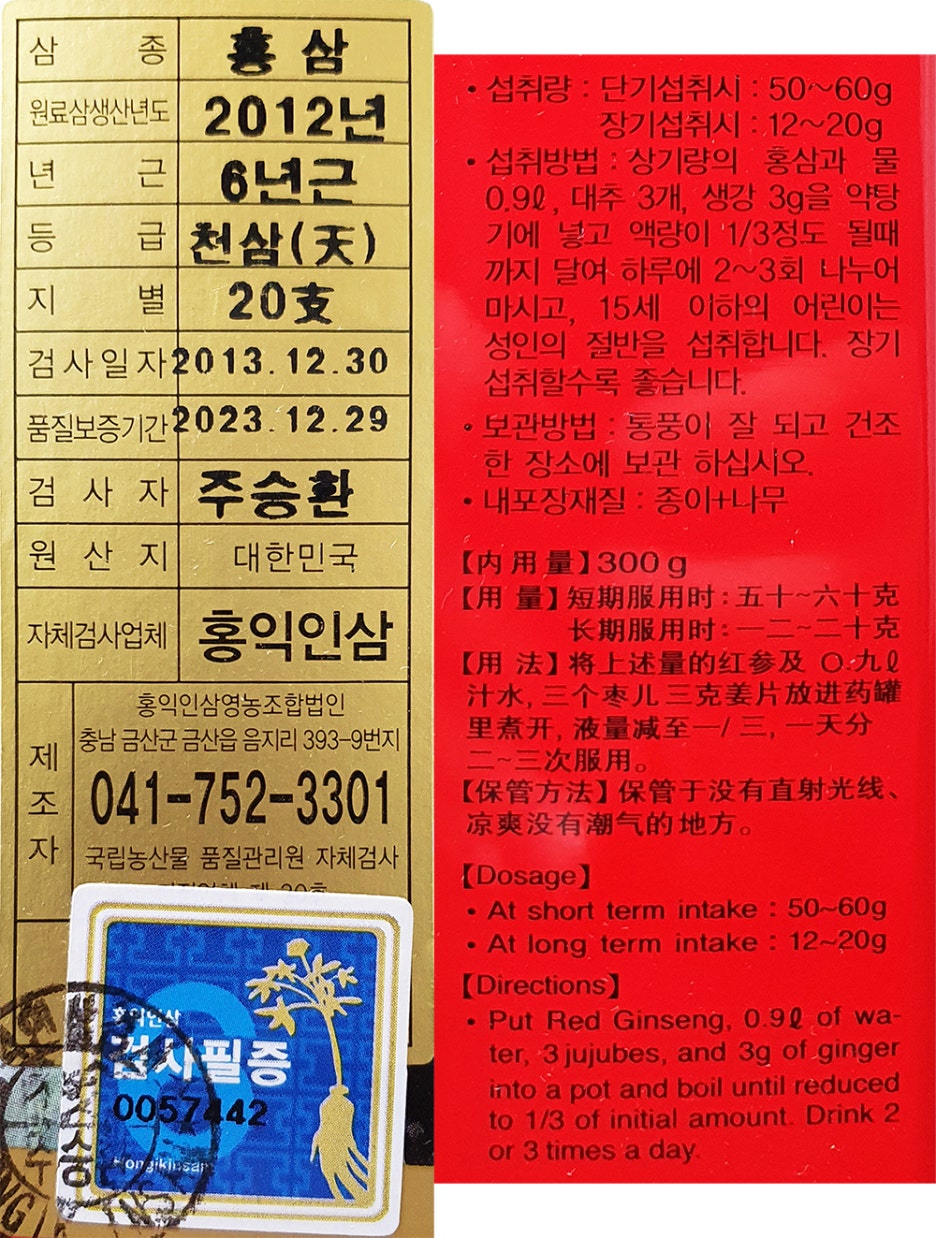 삼 종 홍 삼
원료삼생산년도 2012년
년 근 6년근
등 급 천삼(天)
지 별 20支
검사일자 2013.12.30
품질보증기간 2023.12.29
검 사 자 주승환
원 산 지 대한민국
자체검사업체 홍익인삼
제조자
홍익인삼영농조합법인
충남 금산군 금산읍 음지리 393-9번지
041-752-3301
국립농산물 품질관리원 자체검사
홍익인삼
검사필증
0057442
Hongikinsam
• 섭취량 : 단기섭취시 : 50~60g
장기섭취시 : 12~20g
• 섭취방법 : 상기량의 홍삼과 물
0.9ℓ, 대추 3개, 생강 3g을 약탕
기에 넣고 액량이 1/3정도 될때
까지 달여 하루에 2~3회 나누어
마시고, 15세 이하의 어린이는
성인의 절반을 섭취합니다. 장기
섭취할수록 좋습니다.
• 보관방법 : 통풍이 잘 되고 건조
한 장소에 보관 하십시오.
• 내포장재질 : 종이+나무
【内用量】300g
【用 量】短期服用时 : 五十~六十克
长期服用时 : 一二~二十克
【用 法】将上述量的红参及 O.九ℓ
汁水, 三个枣儿 三克姜片放进药罐
里煮开, 液量减至一/三, 一天分
二~三次服用。
【保管方法】保管于没有直射光线、
凉爽没有潮气的地方。
【Dosage】
• At short term intake : 50~60g
• At long term intake : 12~20g
【Directions】
• Put Red Ginseng, 0.9ℓ of wa-
ter, 3 jujubes, and 3g of ginger
into a pot and boil until reduced
to 1/3 of initial amount. Drink 2
or 3 times a day.